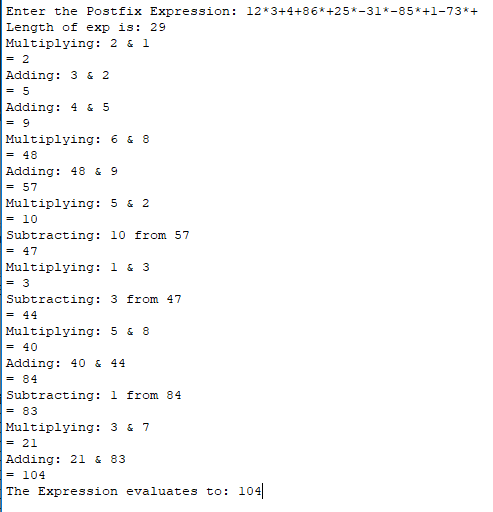 Enter the Postfix Expression: 12*3+4+86*+25*-31*-85*+1-73*+
Length of exp is: 29
Multiplying: 2 & 1
= 2
Adding: 3 & 2
= 5
Adding: 4 & 5
= 9
Multiplying: 6 & 8
= 48
Adding: 48 & 9
= 57
Multiplying: 5 & 2
= 10
Subtracting: 10 from 57
= 47
Multiplying: 1 & 3
= 3
Subtracting: 3 from 47
= 44
Multiplying: 5 & 8
= 40
Adding: 40 & 44
= 84
Subtracting: 1 from 84
= 83
Multiplying: 3 & 7
= 21
Adding: 21 & 83
= 104
The Expression evaluates to: 104